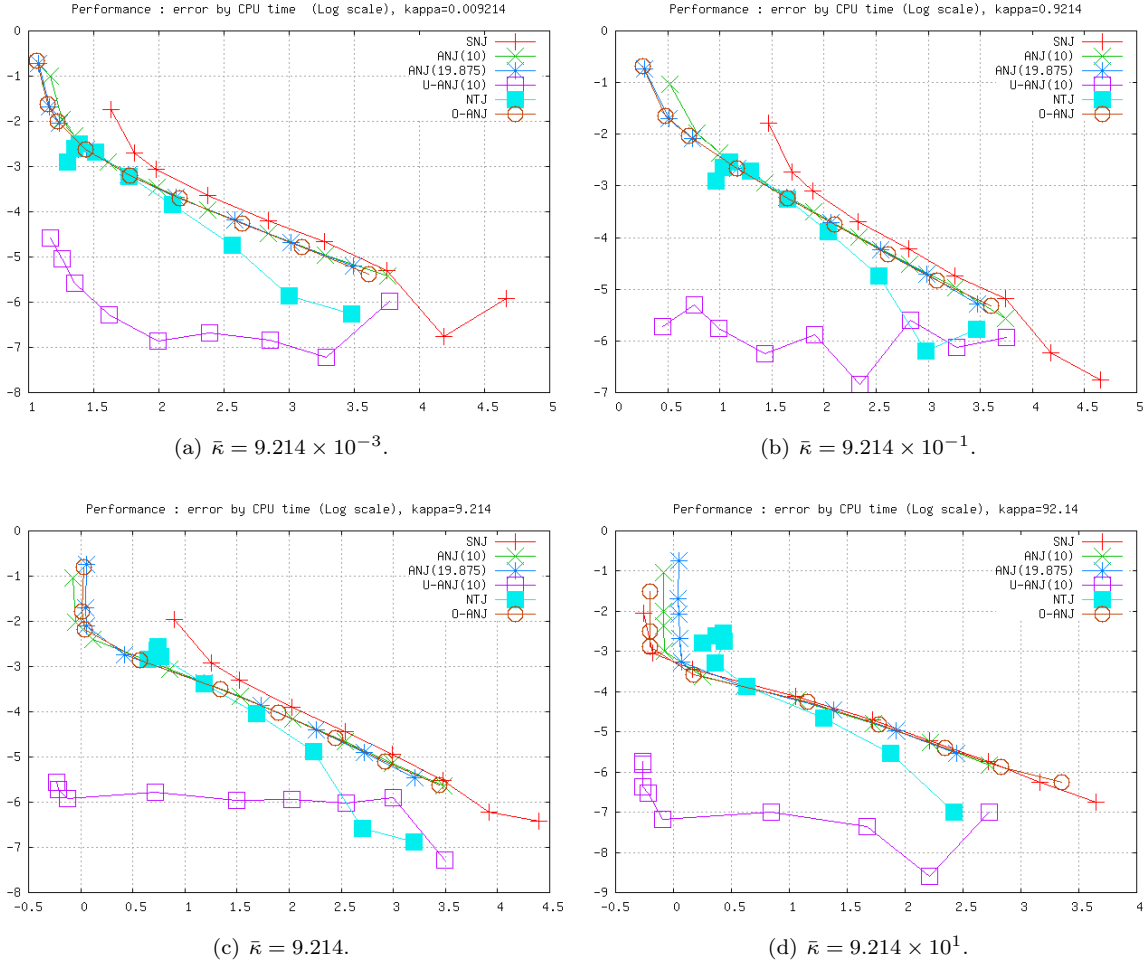 Performance : error by CPU time (Log scale), kappa=0.009214
SNJ
ANJ(10)
ANJ(19.875)
U-ANJ(10)
NTJ
O-ANJ
0
-1
-2
-3
-4
-5
-6
-7
-8
1 1.5 2 2.5 3 3.5 4 4.5 5
(a) κ̄ = 9.214 × 10⁻³.
Performance : error by CPU time (Log scale), kappa=0.9214
SNJ
ANJ(10)
ANJ(19.875)
U-ANJ(10)
NTJ
O-ANJ
0
-1
-2
-3
-4
-5
-6
-7
0 0.5 1 1.5 2 2.5 3 3.5 4 4.5 5
(b) κ̄ = 9.214 × 10⁻¹.
Performance : error by CPU time (Log scale), kappa=9.214
SNJ
ANJ(10)
ANJ(19.875)
U-ANJ(10)
NTJ
O-ANJ
0
-1
-2
-3
-4
-5
-6
-7
-8
-0.5 0 0.5 1 1.5 2 2.5 3 3.5 4 4.5
(c) κ̄ = 9.214.
Performance : error by CPU time (Log scale), kappa=92.14
SNJ
ANJ(10)
ANJ(19.875)
U-ANJ(10)
NTJ
O-ANJ
0
-1
-2
-3
-4
-5
-6
-7
-8
-9
-0.5 0 0.5 1 1.5 2 2.5 3 3.5 4
(d) κ̄ = 9.214 × 10¹.